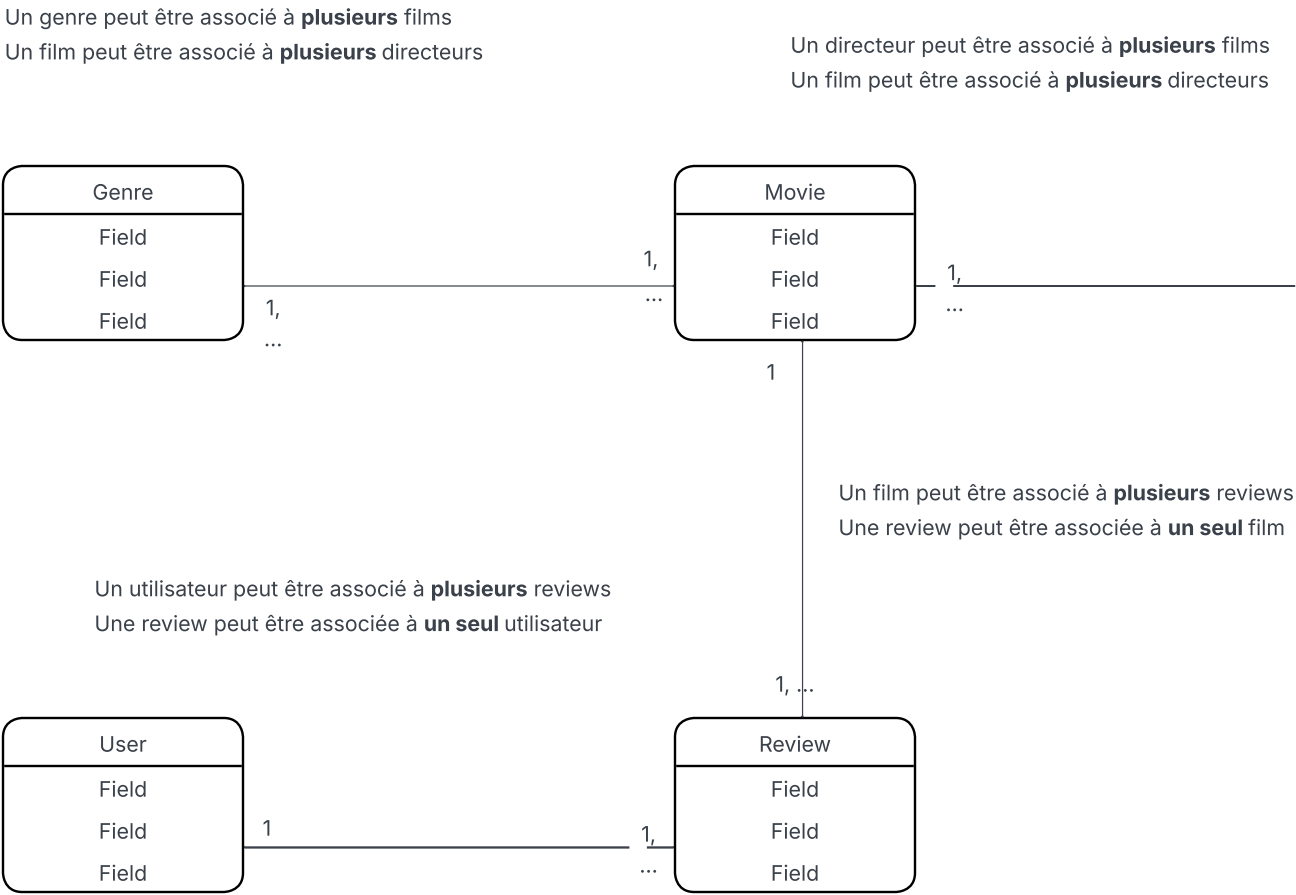 Un genre peut être associé à plusieurs films
Un film peut être associé à plusieurs directeurs
Un directeur peut être associé à plusieurs films
Un film peut être associé à plusieurs directeurs
Genre
Field
Field
Field
1,
...
1,
...
Movie
Field
Field
Field
1,
...
1
Un film peut être associé à plusieurs reviews
Une review peut être associée à un seul film
Un utilisateur peut être associé à plusieurs reviews
Une review peut être associée à un seul utilisateur
1, ...
User
Field
Field
Field
1
1,
...
Review
Field
Field
Field